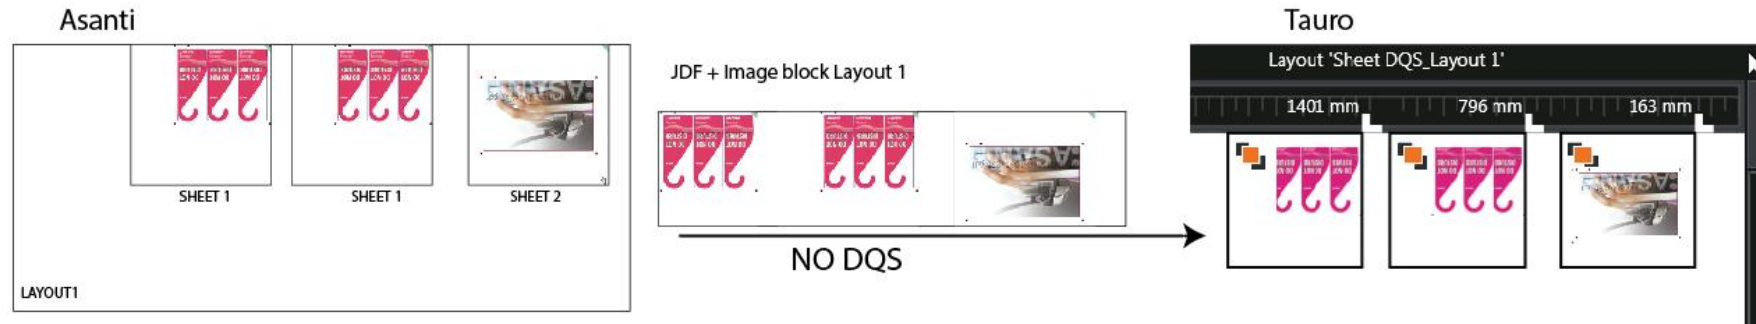 Asanti
SHEET 1
SHEET 1
SHEET 2
LAYOUT1
JDF + Image block Layout 1
NO DQS
Tauro
Layout 'Sheet DQS_Layout 1'
1401 mm
796 mm
163 mm